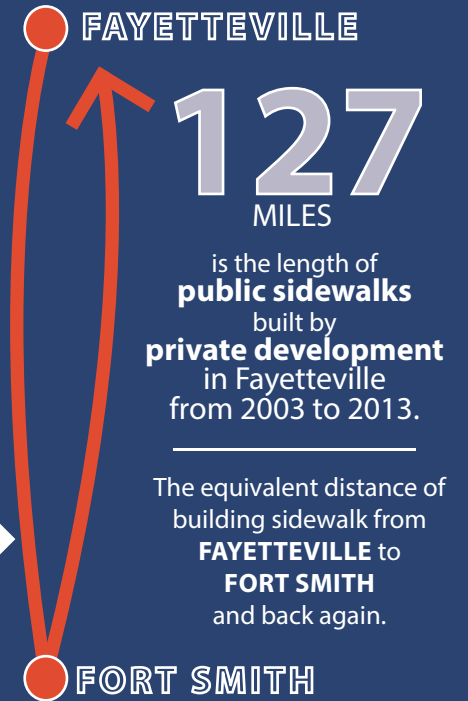 FAYETTEVILLE
127
MILES
is the length of
public sidewalks
built by
private development
in Fayetteville
from 2003 to 2013.
The equivalent distance of
building sidewalk from
FAYETTEVILLE to
FORT SMITH
and back again.
FORT SMITH